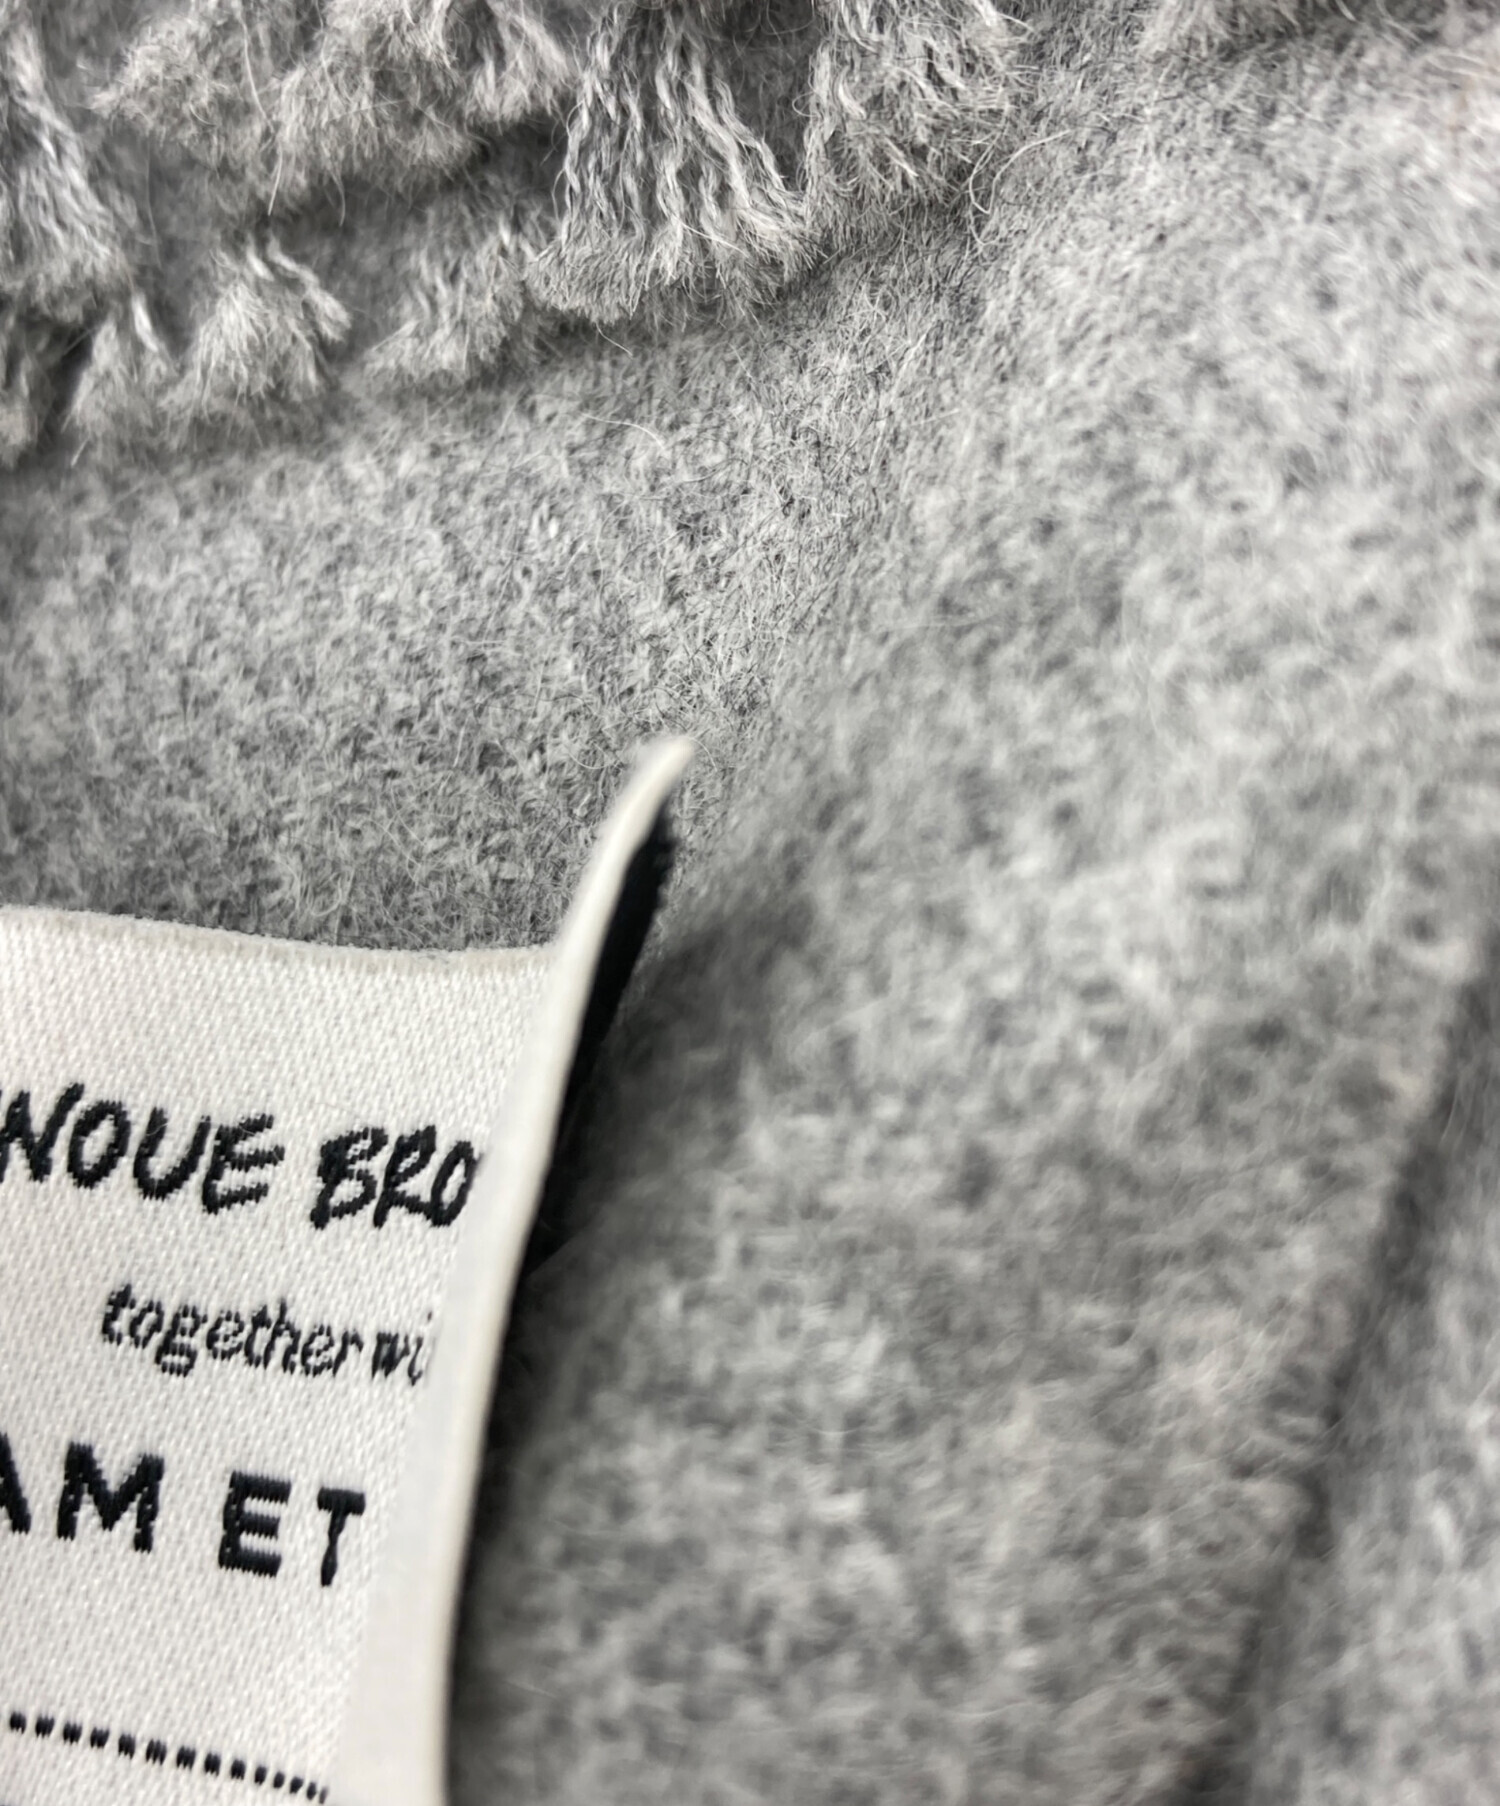 NOUE BRO
together wi
AM ET